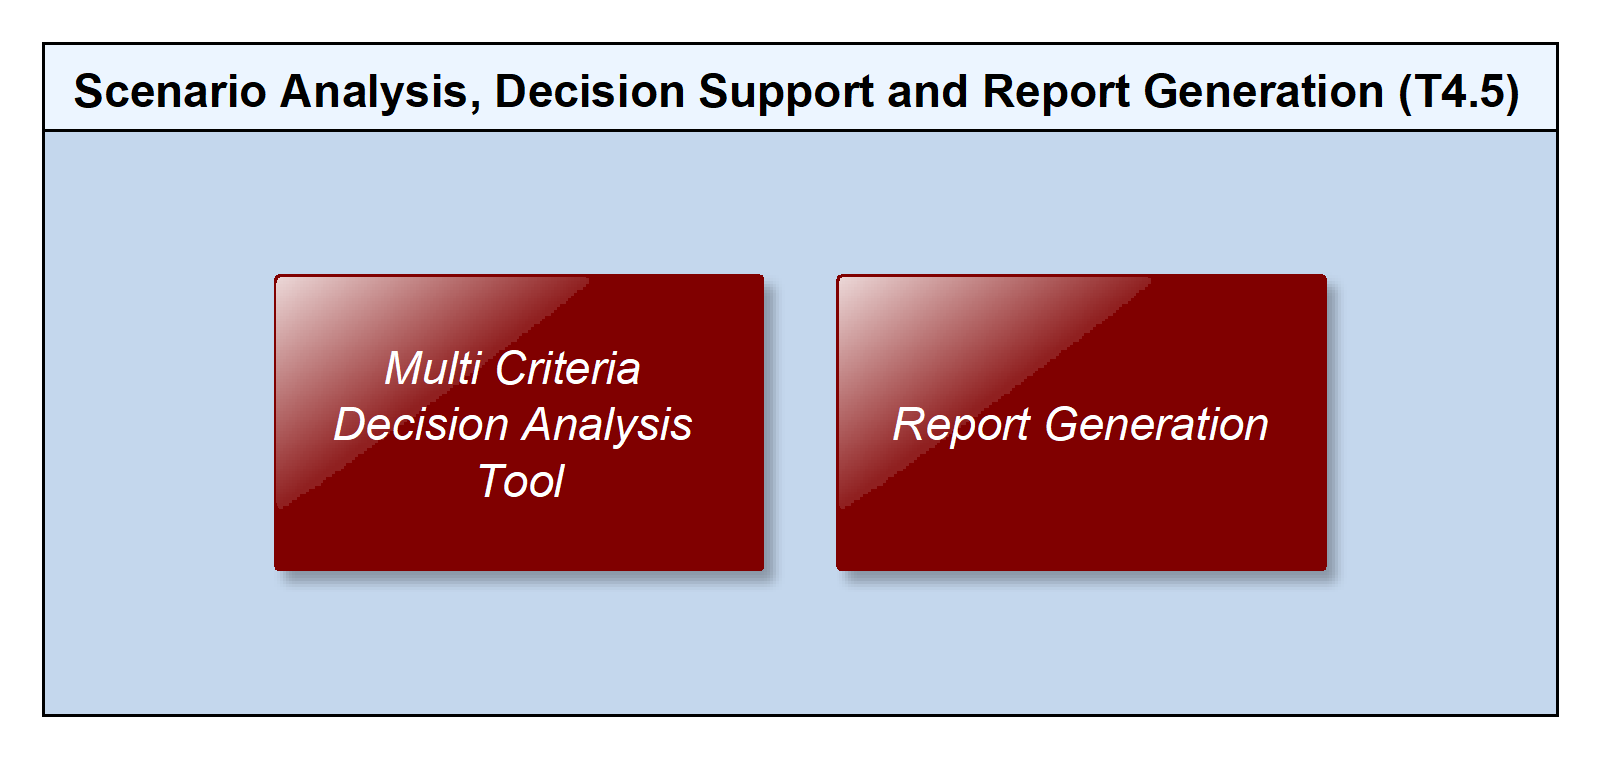 Scenario Analysis, Decision Support and Report Generation (T4.5)
Multi Criteria
Decision Analysis
Tool
Report Generation